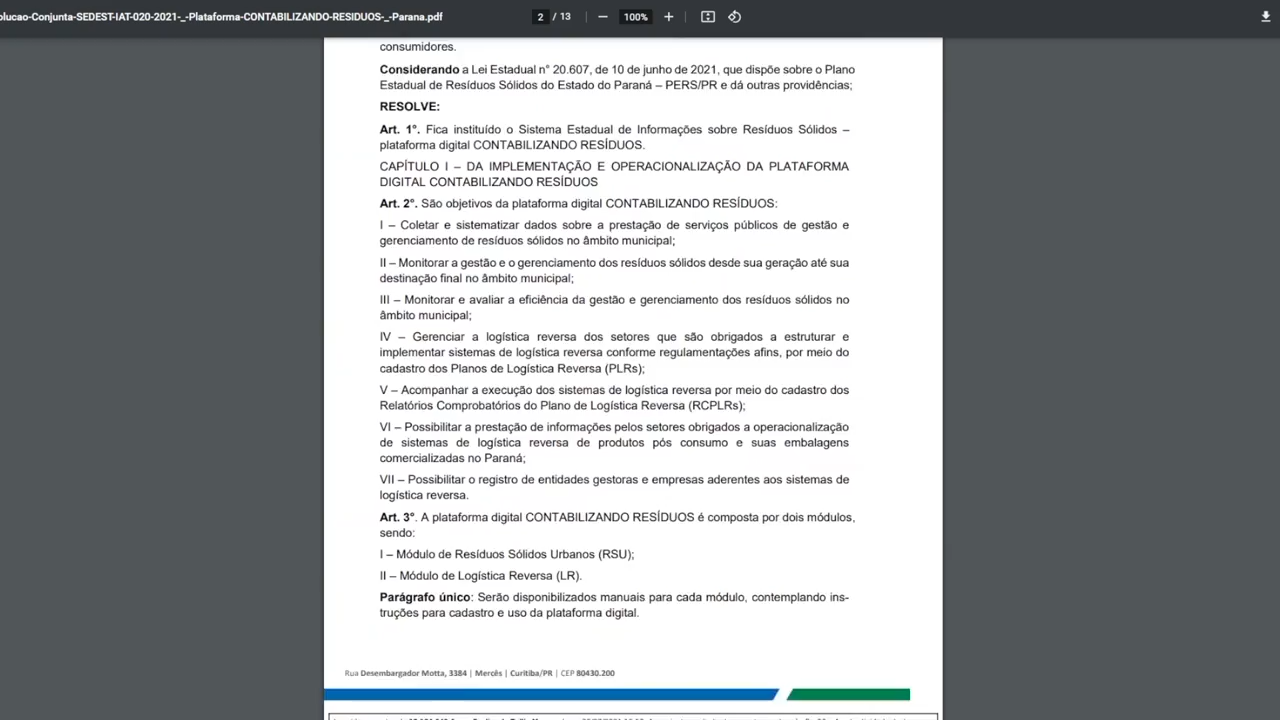 olucao-Conjunta-SEDEST-IAT-020-2021-_-Plataforma-CONTABILIZANDO-RESIDUOS-_-Parana.pdf
2 / 13
100%
consumidores.
Considerando a Lei Estadual n° 20.607, de 10 de junho de 2021, que dispõe sobre o Plano
Estadual de Resíduos Sólidos do Estado do Paraná – PERS/PR e dá outras providências;
RESOLVE:
Art. 1°. Fica instituído o Sistema Estadual de Informações sobre Resíduos Sólidos –
plataforma digital CONTABILIZANDO RESÍDUOS.
CAPÍTULO I – DA IMPLEMENTAÇÃO E OPERACIONALIZAÇÃO DA PLATAFORMA
DIGITAL CONTABILIZANDO RESÍDUOS
Art. 2°. São objetivos da plataforma digital CONTABILIZANDO RESÍDUOS:
I – Coletar e sistematizar dados sobre a prestação de serviços públicos de gestão e
gerenciamento de resíduos sólidos no âmbito municipal;
II – Monitorar a gestão e o gerenciamento dos resíduos sólidos desde sua geração até sua
destinação final no âmbito municipal;
III – Monitorar e avaliar a eficiência da gestão e gerenciamento dos resíduos sólidos no
âmbito municipal;
IV – Gerenciar a logística reversa dos setores que são obrigados a estruturar e
implementar sistemas de logística reversa conforme regulamentações afins, por meio do
cadastro dos Planos de Logística Reversa (PLRs);
V – Acompanhar a execução dos sistemas de logística reversa por meio do cadastro dos
Relatórios Comprobatórios do Plano de Logística Reversa (RCPLRs);
VI – Possibilitar a prestação de informações pelos setores obrigados a operacionalização
de sistemas de logística reversa de produtos pós consumo e suas embalagens
comercializadas no Paraná;
VII – Possibilitar o registro de entidades gestoras e empresas aderentes aos sistemas de
logística reversa.
Art. 3°. A plataforma digital CONTABILIZANDO RESÍDUOS é composta por dois módulos,
sendo:
I – Módulo de Resíduos Sólidos Urbanos (RSU);
II – Módulo de Logística Reversa (LR).
Parágrafo único: Serão disponibilizados manuais para cada módulo, contemplando ins-
truções para cadastro e uso da plataforma digital.
Rua Desembargador Motta, 3384 | Mercês | Curitiba/PR | CEP 80430.200